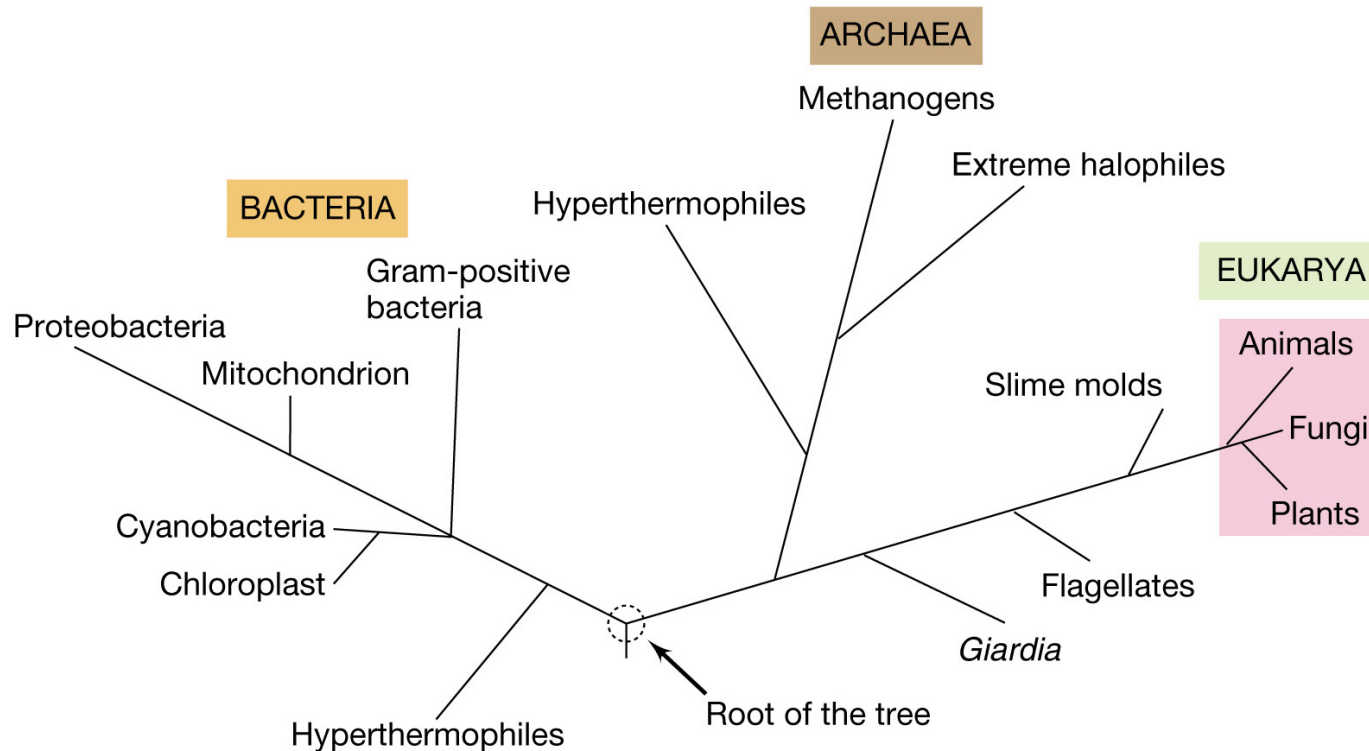 ARCHAEA
Methanogens
Extreme halophiles
Hyperthermophiles
BACTERIA
Gram-positive
bacteria
EUKARYA
Proteobacteria
Mitochondrion
Animals
Slime molds
Fungi
Cyanobacteria
Plants
Chloroplast
Flagellates
Giardia
Root of the tree
Hyperthermophiles